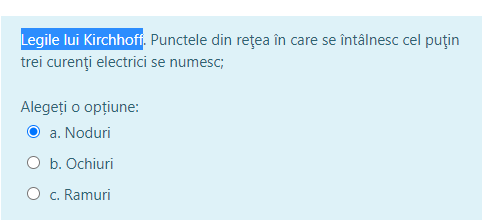 Legile lui Kirchhoff. Punctele din reţea în care se întâlnesc cel puţin
trei curenţi electrici se numesc;
Alegeți o opțiune:
a. Noduri
b. Ochiuri
c. Ramuri